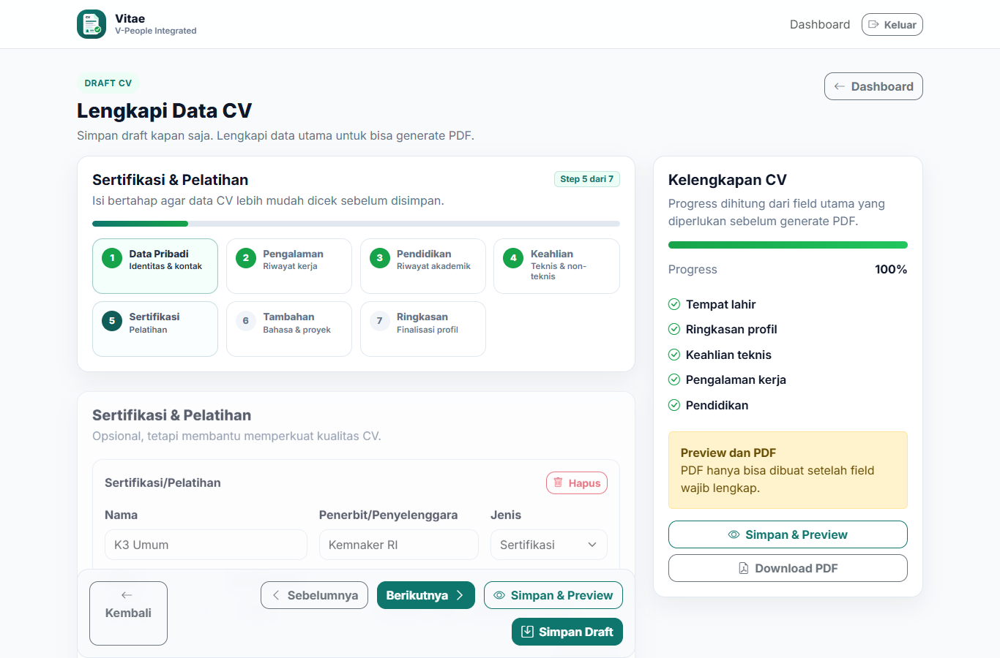 CV
Vitae
V-People Integrated
Dashboard
Keluar
DRAFT CV
Dashboard
Lengkapi Data CV
Simpan draft kapan saja. Lengkapi data utama untuk bisa generate PDF.
Sertifikasi & Pelatihan
Step 5 dari 7
Isi bertahap agar data CV lebih mudah dicek sebelum disimpan.
1
Data Pribadi
Identitas & kontak
2
Pengalaman
Riwayat kerja
3
Pendidikan
Riwayat akademik
4
Keahlian
Teknis & non-
teknis
5
Sertifikasi
Pelatihan
6
Tambahan
Bahasa & proyek
7
Ringkasan
Finalisasi profil
Sertifikasi & Pelatihan
Opsional, tetapi membantu memperkuat kualitas CV.
Sertifikasi/Pelatihan
Hapus
Nama
Penerbit/Penyelenggara
Jenis
K3 Umum
Kemnaker RI
Sertifikasi
Kembali
Sebelumnya
Berikutnya
Simpan & Preview
Simpan Draft
Kelengkapan CV
Progress dihitung dari field utama yang
diperlukan sebelum generate PDF.
Progress
100%
Tempat lahir
Ringkasan profil
Keahlian teknis
Pengalaman kerja
Pendidikan
Preview dan PDF
PDF hanya bisa dibuat setelah field
wajib lengkap.
Simpan & Preview
Download PDF